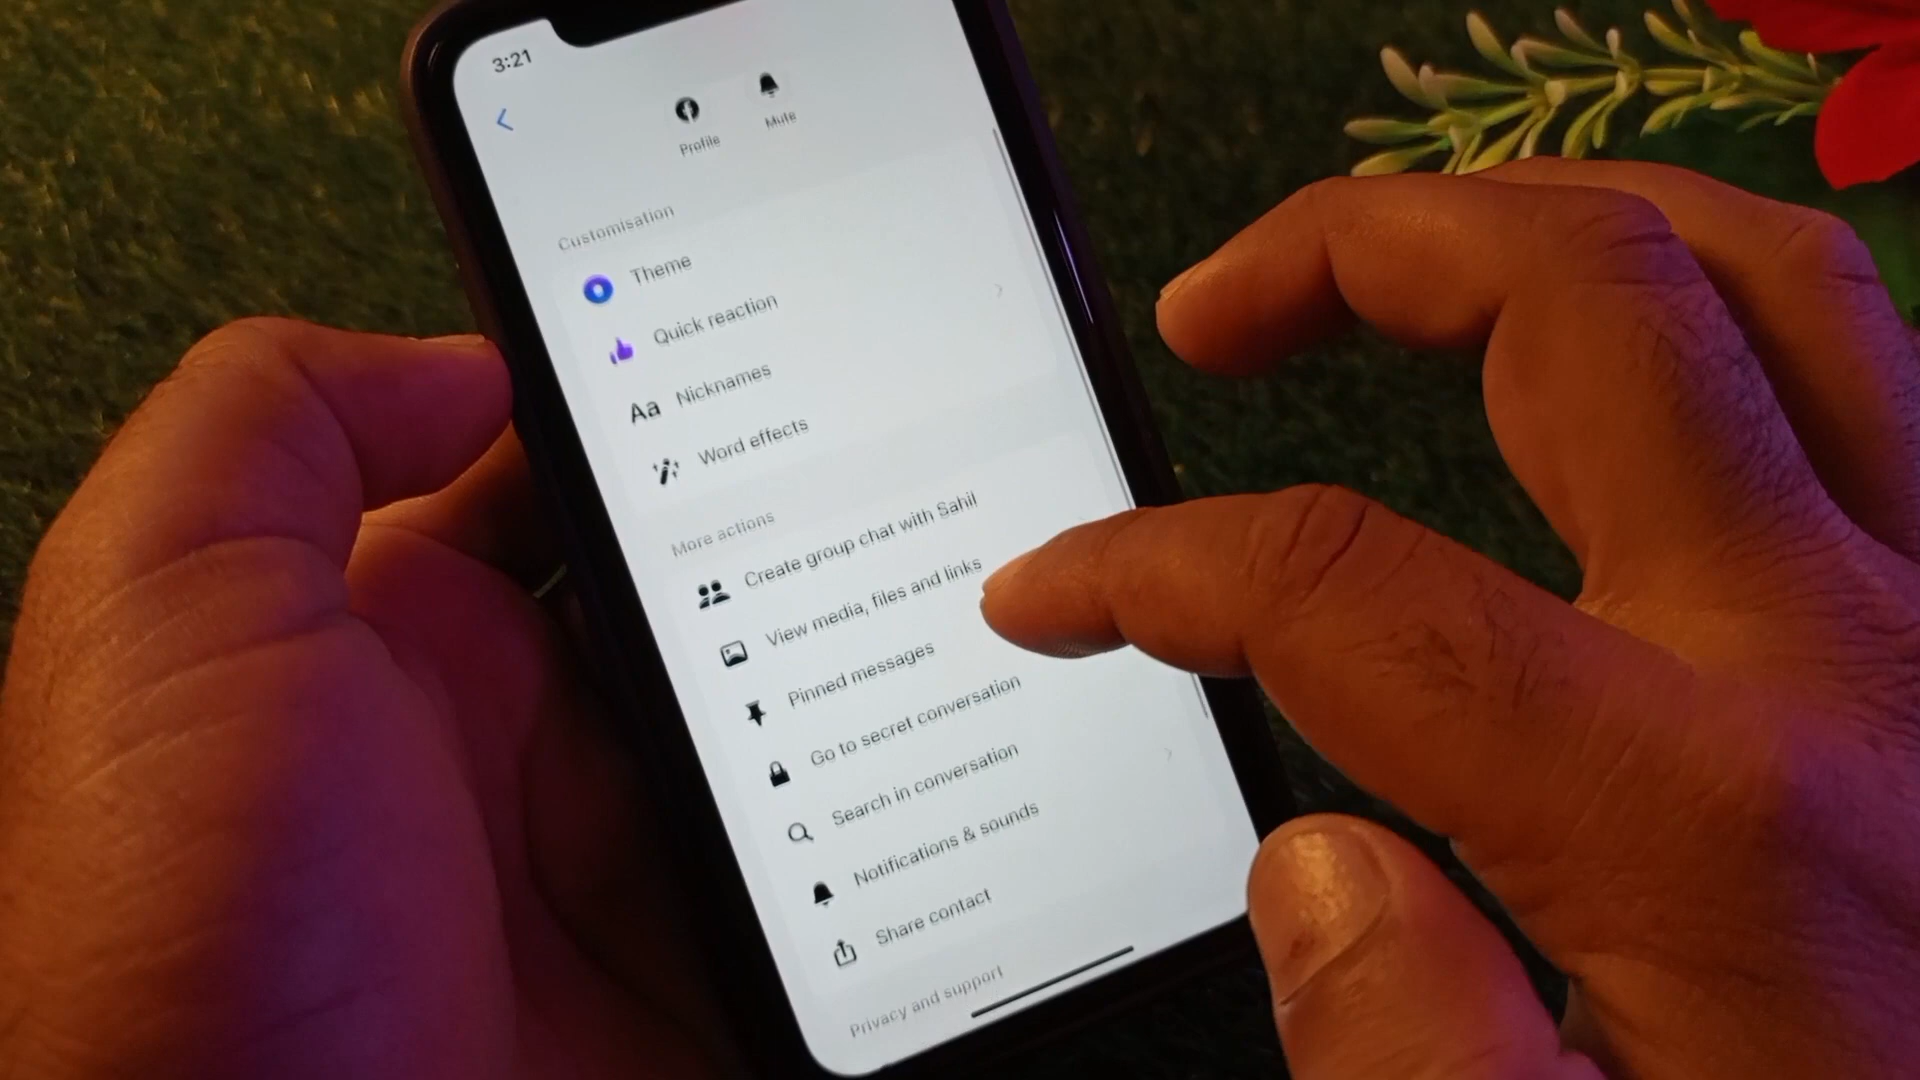 3:21
Profile
Mute
Customisation
Theme
Quick reaction
Aa Nicknames
Word effects
More actions
Create group chat with Sahil
View media, files and links
Pinned messages
Go to secret conversation
Search in conversation
Notifications & sounds
Share contact
Privacy and support